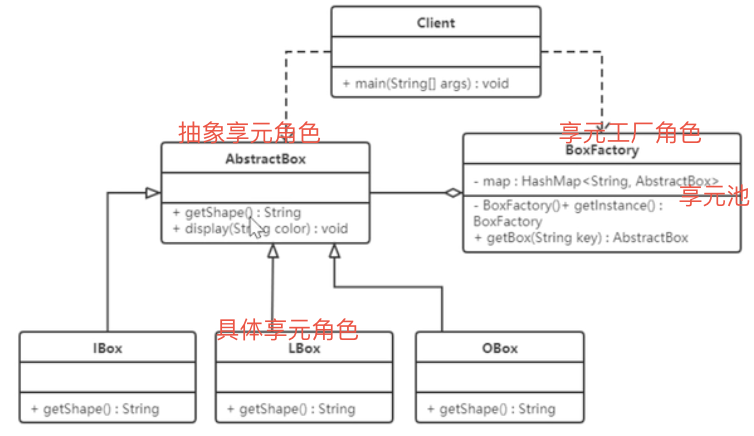 Client
+ main(String[] args) : void
抽象享元角色
享元工厂角色
AbstractBox
BoxFactory
- map : HashMap<String, AbstractBox>
享元池
+ getShape() : String
+ display(String color) : void
- BoxFactory()+ getInstance() :
BoxFactory
+ getBox(String key) : AbstractBox
具体享元角色
IBox
LBox
OBox
+ getShape() : String
+ getShape() : String
+ getShape() : String